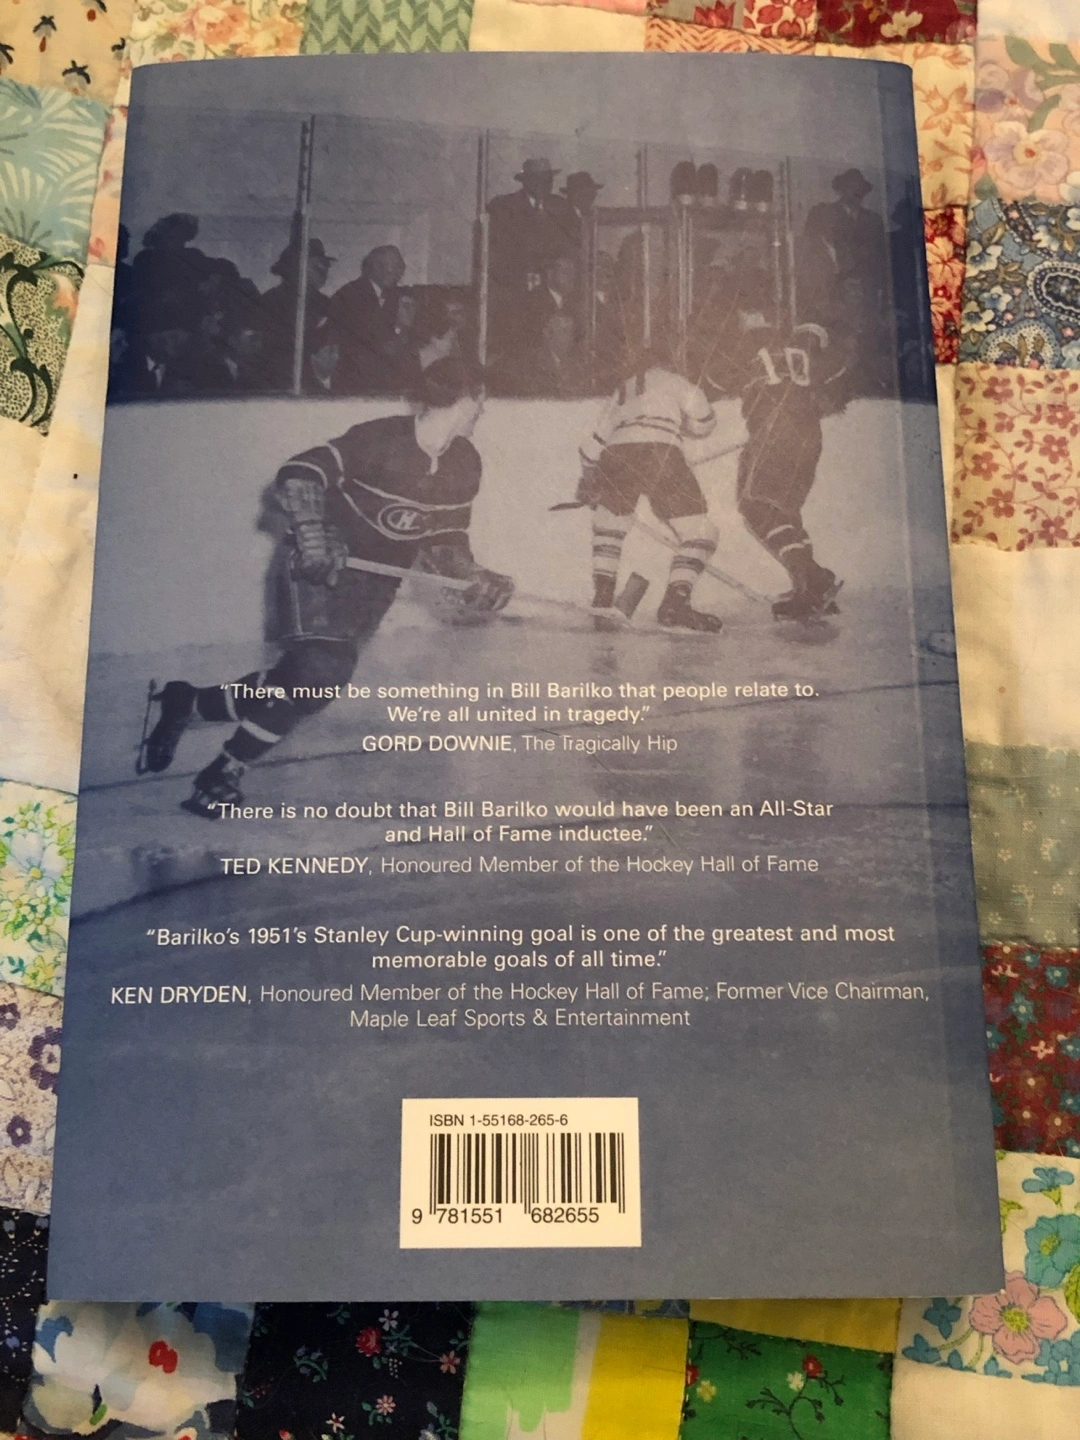 10
"There must be something in Bill Barilko that people relate to.
We're all united in tragedy."
GORD DOWNIE, The Tragically Hip
"There is no doubt that Bill Barilko would have been an All-Star
and Hall of Fame inductee."
TED KENNEDY, Honoured Member of the Hockey Hall of Fame
"Barilko's 1951's Stanley Cup-winning goal is one of the greatest and most
memorable goals of all time."
KEN DRYDEN, Honoured Member of the Hockey Hall of Fame; Former Vice Chairman,
Maple Leaf Sports & Entertainment
ISBN 1-55168-265-6
9 781551 682655